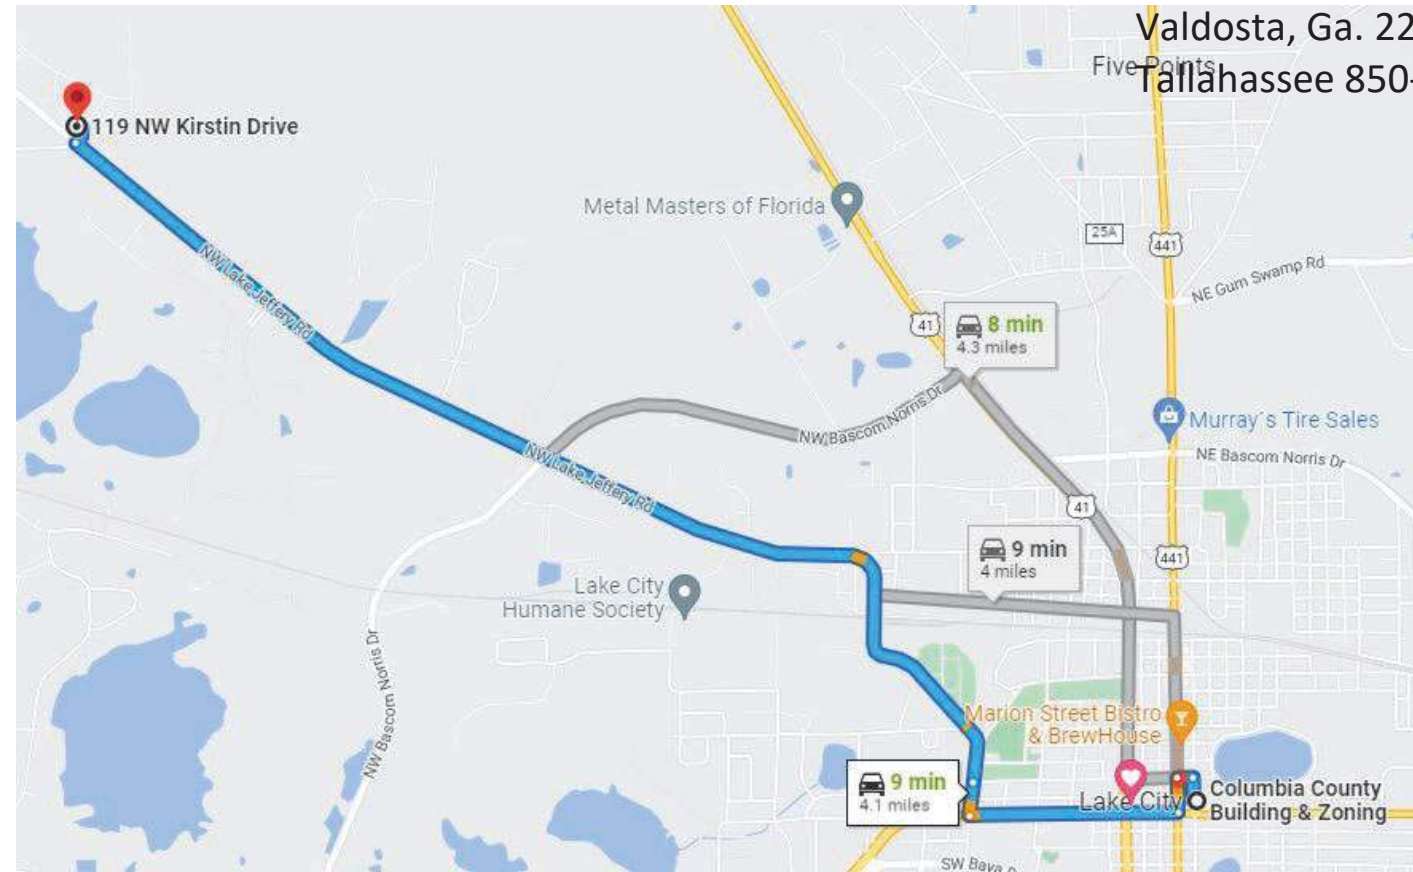 Valdosta, Ga. 22
Five Points
Tallahassee 850-
119 NW Kirstin Drive
Metal Masters of Florida
25A
441
NE Gum Swamp Rd
NW Lake Jeffery Rd
41
8 min
4.3 miles
NW Bascom Norris Dr
Murray's Tire Sales
NE Bascom Norris Dr
NW Lake Jeffery Rd
41
9 min
4 miles
441
Lake City
Humane Society
NW Bascom Norris Dr
Marion Street Bistro
& BrewHouse
9 min
4.1 miles
Lake City
Columbia County
Building & Zoning
SW Baya